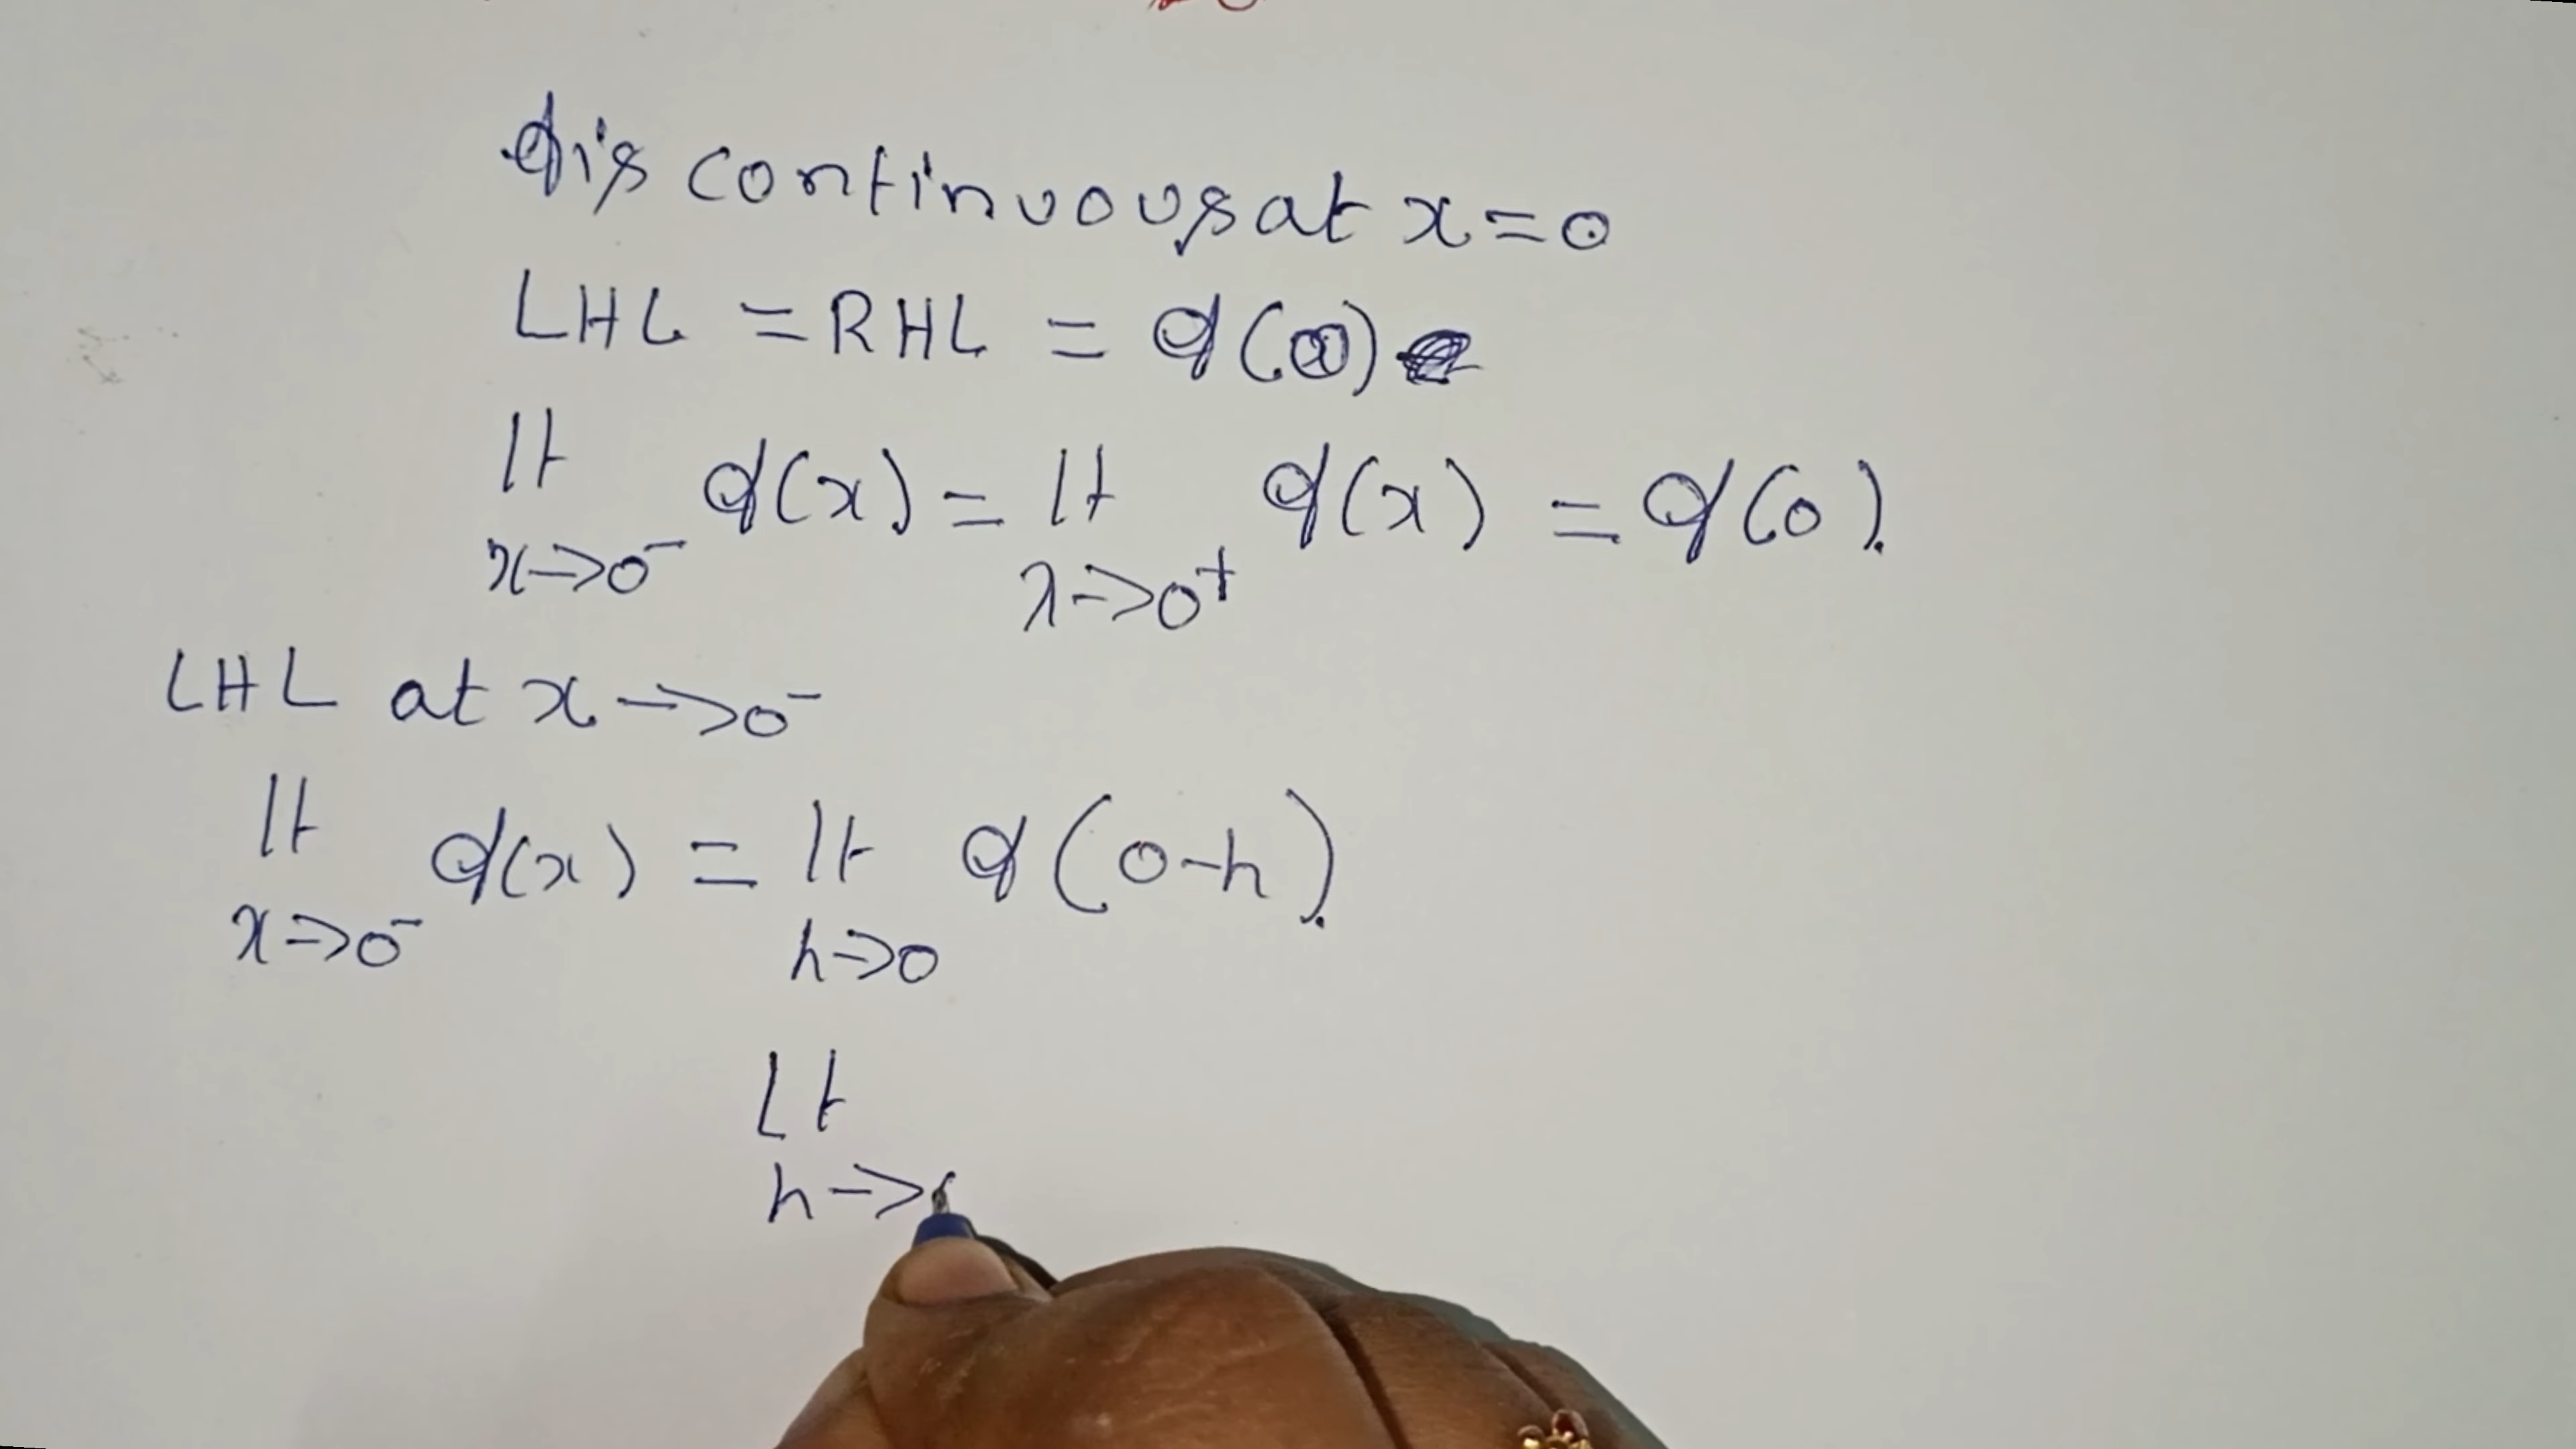 f is continuous at x = 0
LHL = RHL = f(0)
lt f(x) = lt f(x) = f(0).
x->0⁻ x->0⁺
LHL at x->0⁻
lt f(x) = lt f(0-h).
x->0⁻ h->0
Lt
h->